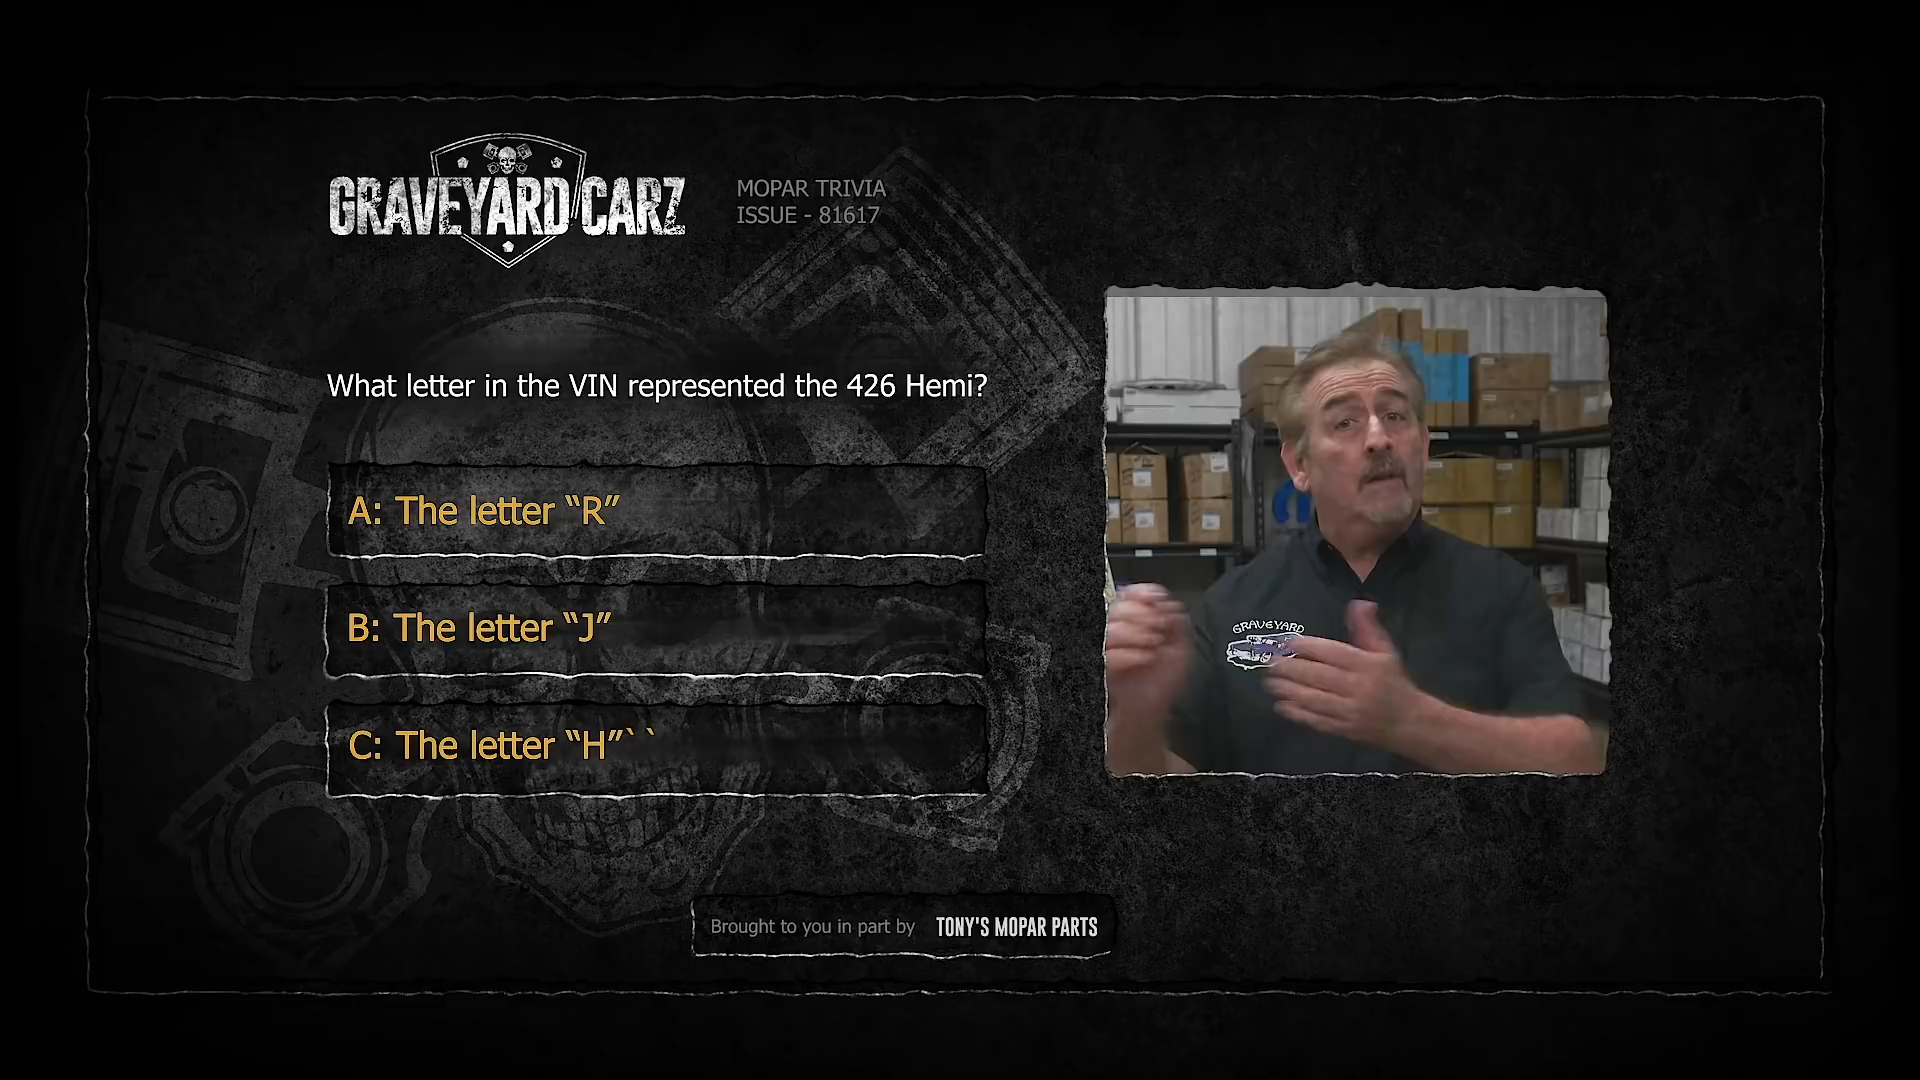 GRAVEYARD CARZ
MOPAR TRIVIA
ISSUE - 81617
What letter in the VIN represented the 426 Hemi?
A: The letter “R”
B: The letter “J”
C: The letter “H”``
GRAVEYARD
Brought to you in part by TONY'S MOPAR PARTS